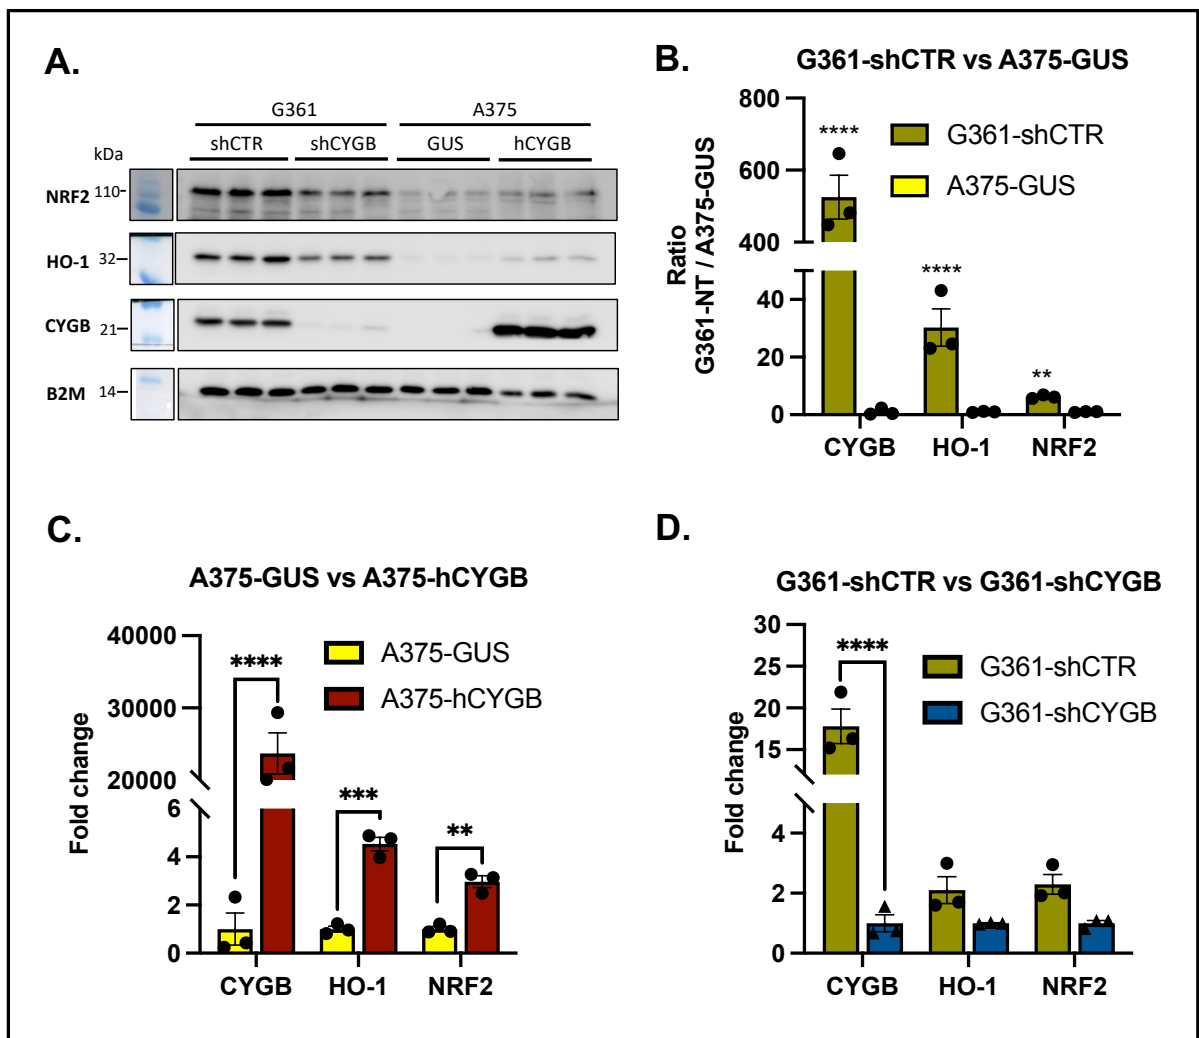 A.
G361 A375
shCTR shCYGB GUS hCYGB
kDa
NRF2 110-
HO-1 32-
CYGB 21-
B2M 14-
B.
G361-shCTR vs A375-GUS
Ratio
G361-NT / A375-GUS
800
600
400
40
20
0
****
****
**
G361-shCTR
A375-GUS
CYGB HO-1 NRF2
C.
A375-GUS vs A375-hCYGB
Fold change
40000
30000
20000
6
4
2
0
****
***
**
A375-GUS
A375-hCYGB
CYGB HO-1 NRF2
D.
G361-shCTR vs G361-shCYGB
Fold change
30
25
20
15
4
2
0
****
G361-shCTR
G361-shCYGB
CYGB HO-1 NRF2